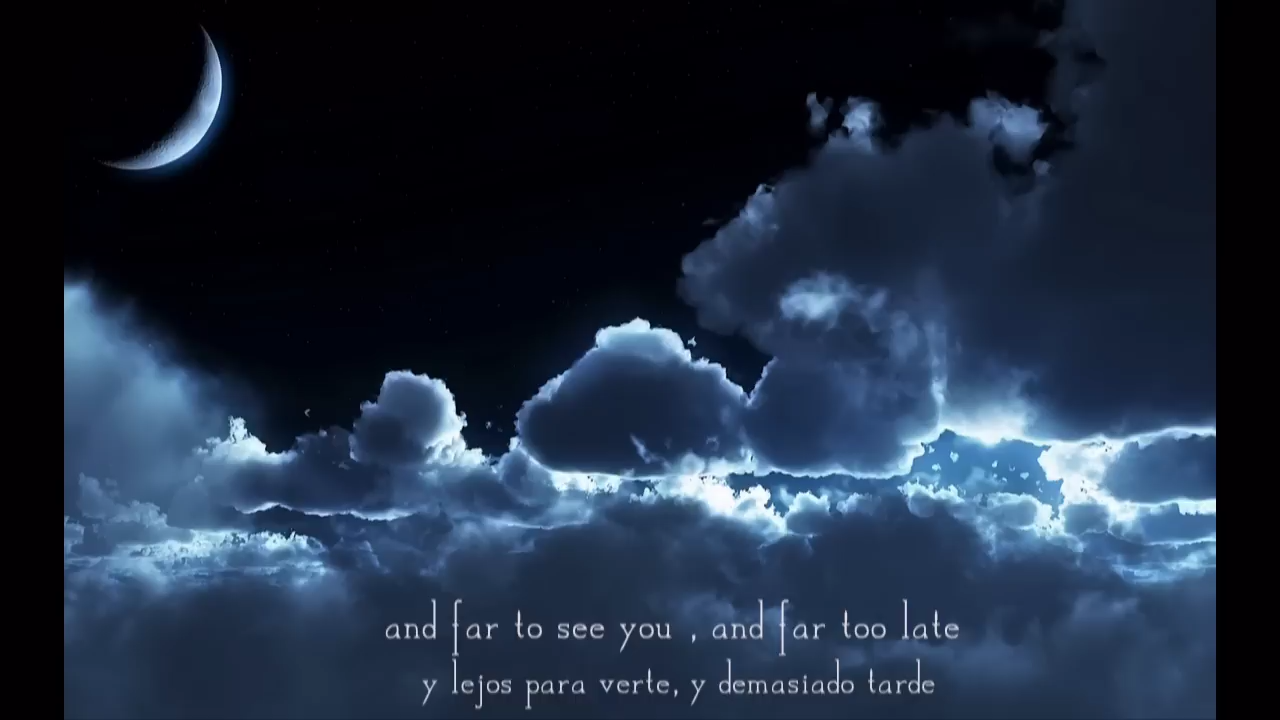 and far to see you , and far too late
y lejos para verte, y demasiado tarde